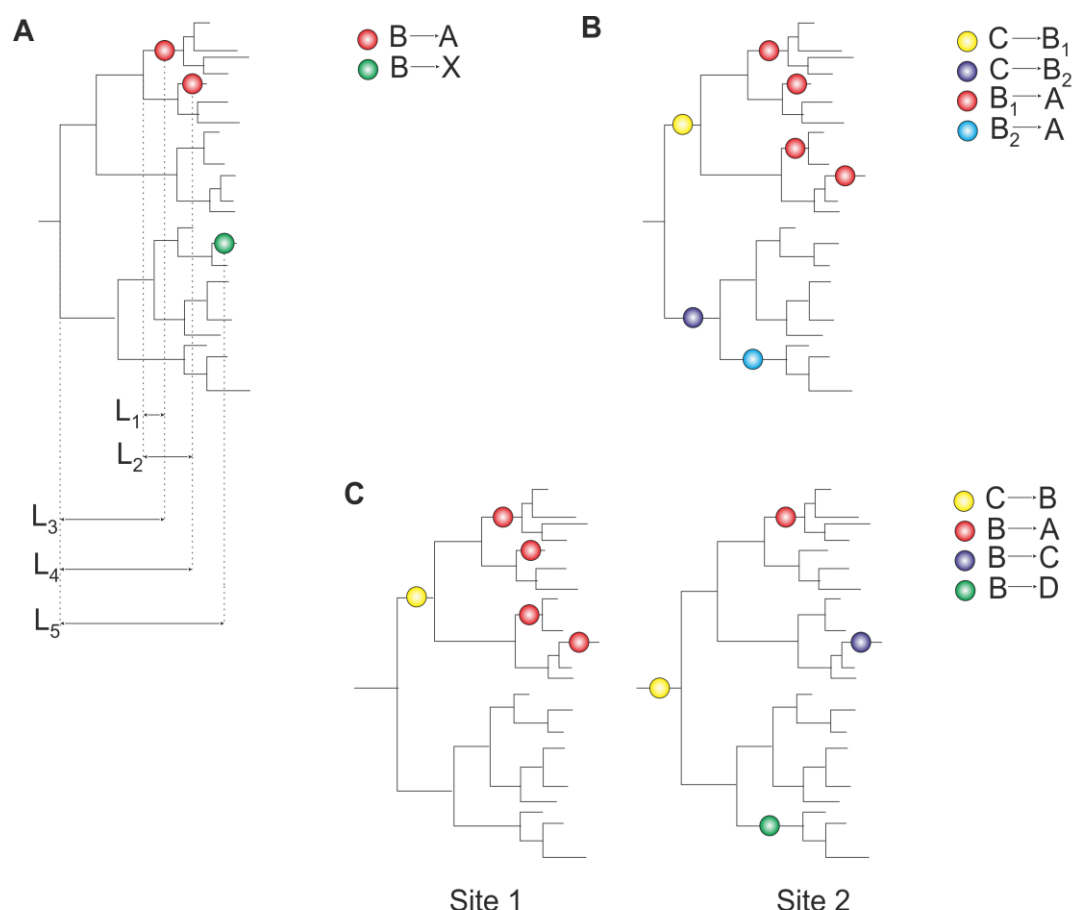 A
B→A
B→X
L₁
L₂
L₃
L₄
L₅
B
C→B₁
C→B₂
B₁→A
B₂→A
C
C→B
B→A
B→C
B→D
Site 1
Site 2